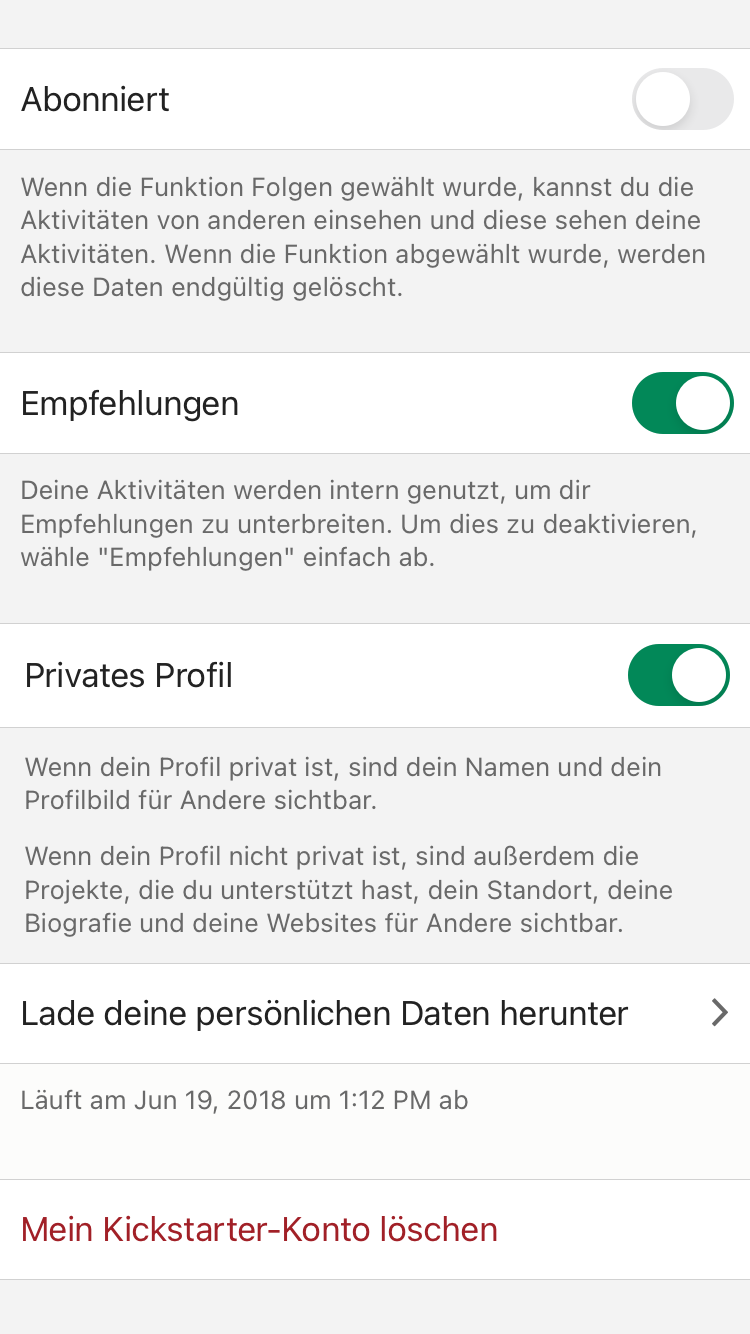 Abonniert
Wenn die Funktion Folgen gewählt wurde, kannst du die
Aktivitäten von anderen einsehen und diese sehen deine
Aktivitäten. Wenn die Funktion abgewählt wurde, werden
diese Daten endgültig gelöscht.
Empfehlungen
Deine Aktivitäten werden intern genutzt, um dir
Empfehlungen zu unterbreiten. Um dies zu deaktivieren,
wähle "Empfehlungen" einfach ab.
Privates Profil
Wenn dein Profil privat ist, sind dein Namen und dein
Profilbild für Andere sichtbar.
Wenn dein Profil nicht privat ist, sind außerdem die
Projekte, die du unterstützt hast, dein Standort, deine
Biografie und deine Websites für Andere sichtbar.
Lade deine persönlichen Daten herunter
Läuft am Jun 19, 2018 um 1:12 PM ab
Mein Kickstarter-Konto löschen